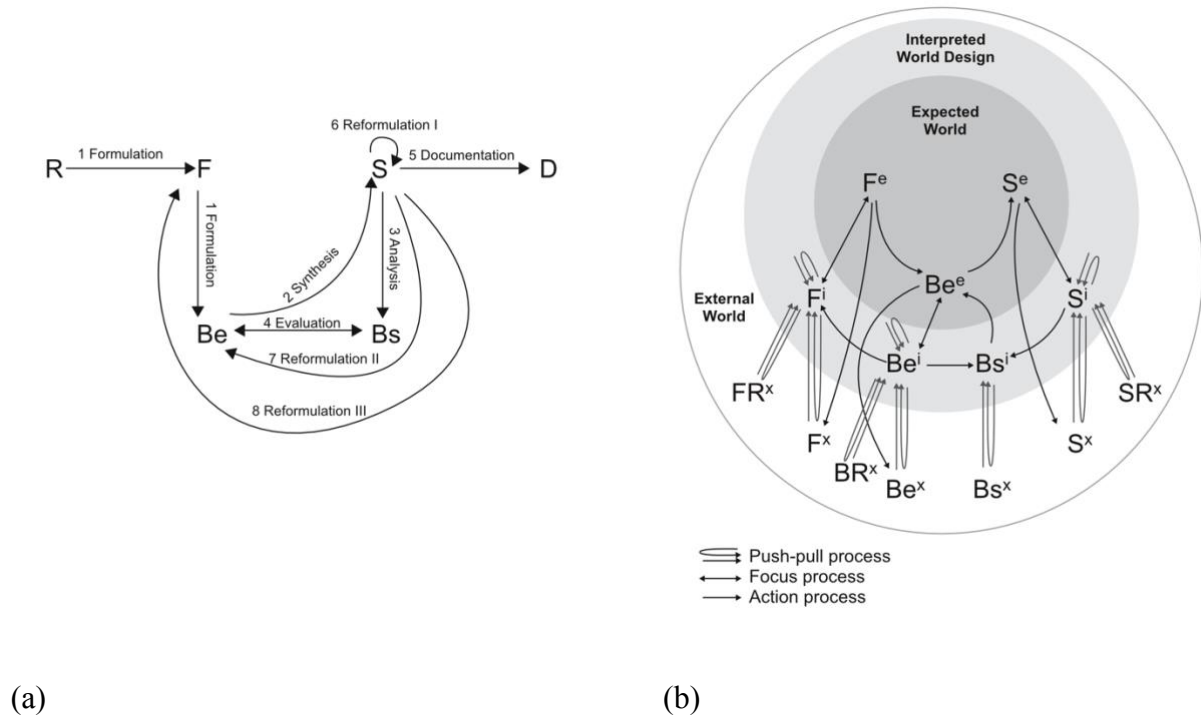 6 Reformulation I
R
1 Formulation
F
S
5 Documentation
D
1 Formulation
2 Synthesis
3 Analysis
Be
4 Evaluation
Bs
7 Reformulation II
8 Reformulation III
(a)
Interpreted
World Design
Expected
World
External
World
Fᵉ
Sᵉ
Beᵉ
Fⁱ
Sⁱ
Beⁱ
Bsⁱ
FRˣ
SRˣ
Fˣ
Sˣ
BRˣ
Beˣ
Bsˣ
Push-pull process
Focus process
Action process
(b)